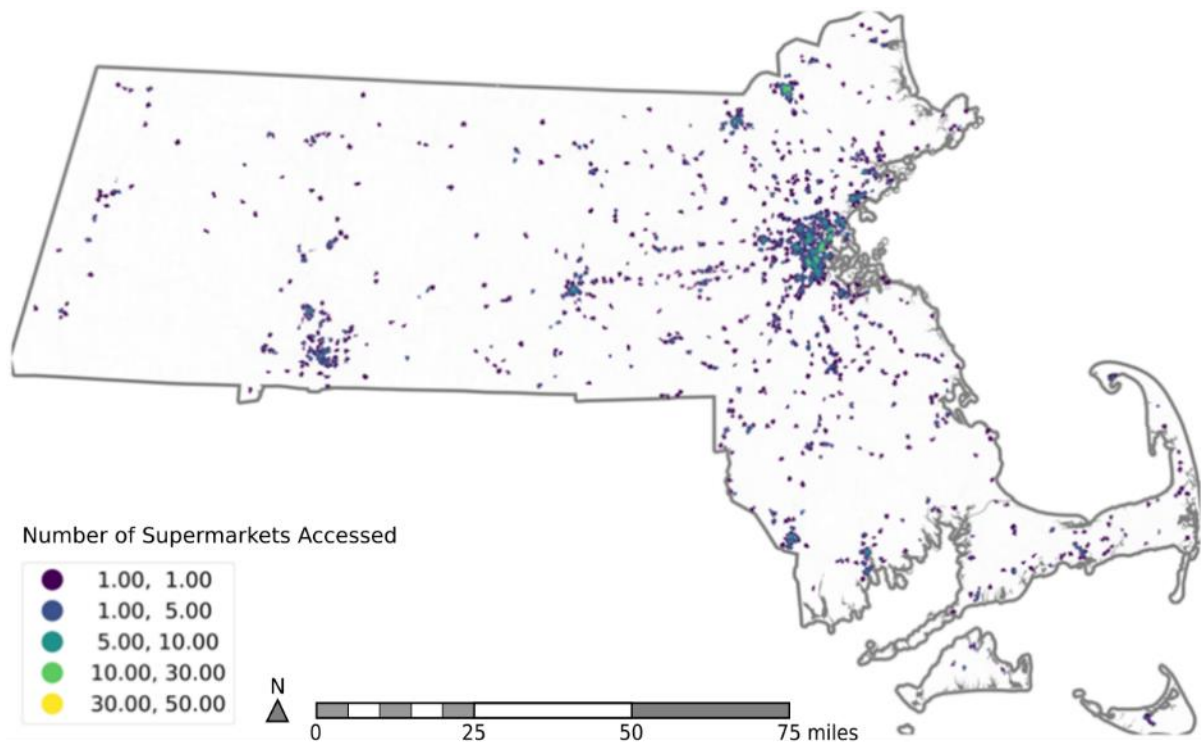 Number of Supermarkets Accessed
1.00, 1.00
1.00, 5.00
5.00, 10.00
10.00, 30.00
30.00, 50.00
N
0 25 50 75 miles